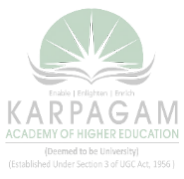 Enable | Enlighten | Enrich
KARPAGAM
ACADEMY OF HIGHER EDUCATION
(Deemed to be University)
(Established Under Section 3 of UGC Act, 1956 )